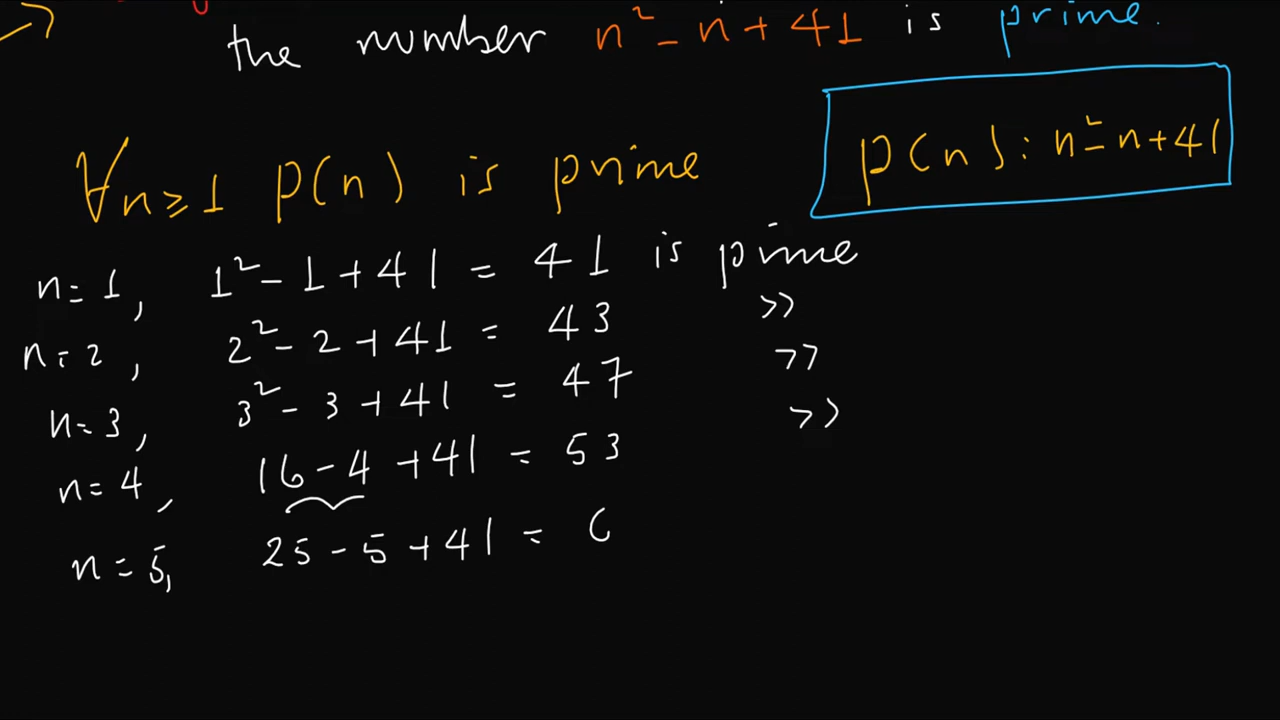 the number n² - n + 41 is prime.
p(n) : n² - n + 41
∀n ≥ 1 p(n) is prime
n = 1, 1² - 1 + 41 = 41 is prime
n = 2, 2² - 2 + 41 = 43 >>
n = 3, 3² - 3 + 41 = 47 >>
n = 4, 16 - 4 + 41 = 53 >>
n = 5, 25 - 5 + 41 =